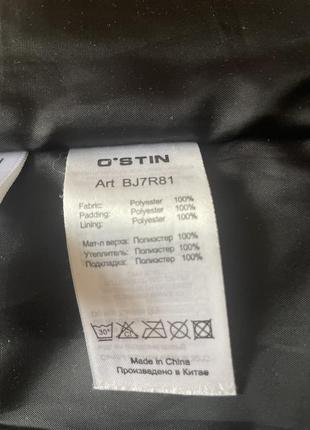 O'STIN
Art BJ7R81
Fabric: Polyester 100%
Padding: Polyester 100%
Lining: Polyester 100%
Мат-л верха: Полиэстер 100%
Утеплитель: Полиэстер 100%
Подкладка: Полиэстер 100%
30°
CL
Made in China
Произведено в Китае